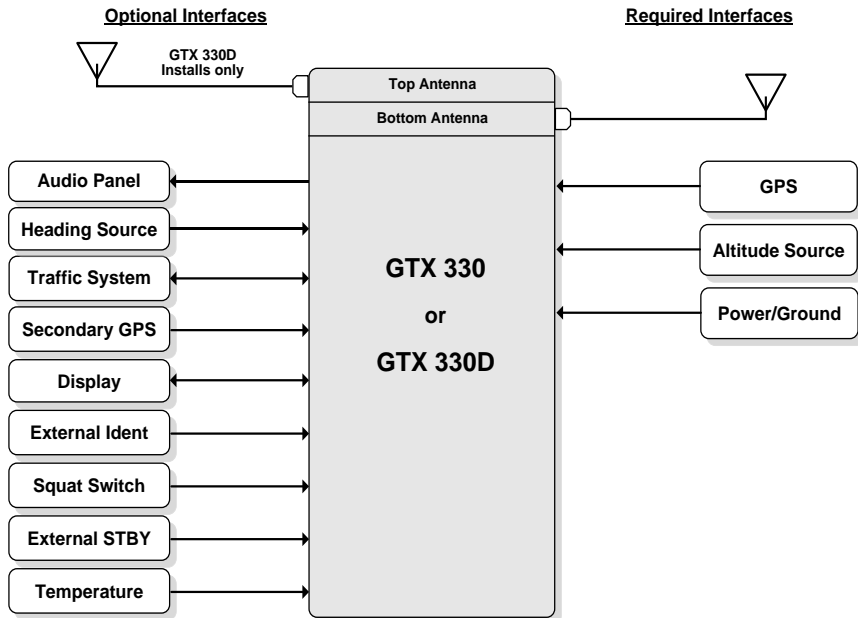 Optional Interfaces
Required Interfaces
GTX 330D
Installs only
Top Antenna
Bottom Antenna
Audio Panel
Heading Source
Traffic System
Secondary GPS
Display
External Ident
Squat Switch
External STBY
Temperature
GTX 330
or
GTX 330D
GPS
Altitude Source
Power/Ground